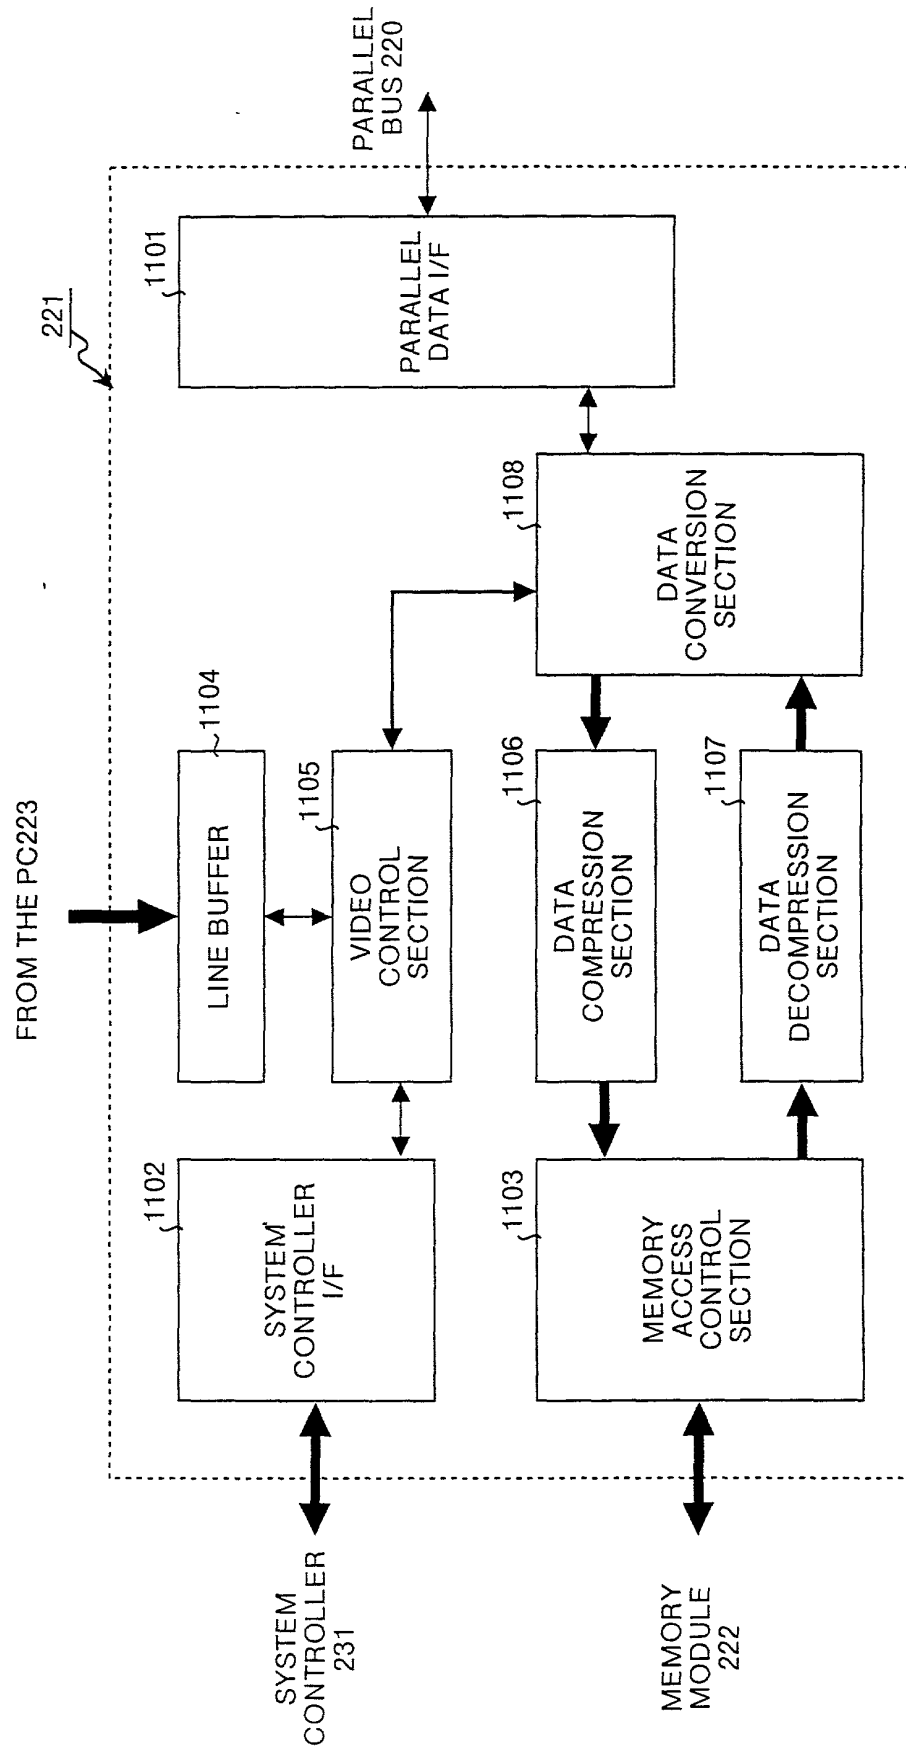 FROM THE PC223
221
SYSTEM
CONTROLLER
231
1102
SYSTEM
CONTROLLER
I/F
LINE BUFFER
1104
1105
VIDEO
CONTROL
SECTION
1101
PARALLEL
DATA I/F
PARALLEL
BUS 220
MEMORY
MODULE
222
1103
MEMORY
ACCESS
CONTROL
SECTION
1106
DATA
COMPRESSION
SECTION
1107
DATA
DECOMPRESSION
SECTION
1108
DATA
CONVERSION
SECTION